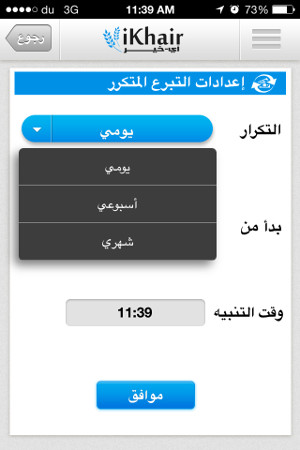 du 3G 11:39 AM 73%
رجوع
iKhair
اي-خير
إعدادات التبرع المتكرر
التكرار
يومي
يومي
أسبوعي
شهري
بدأ من
وقت التنبيه
11:39
موافق